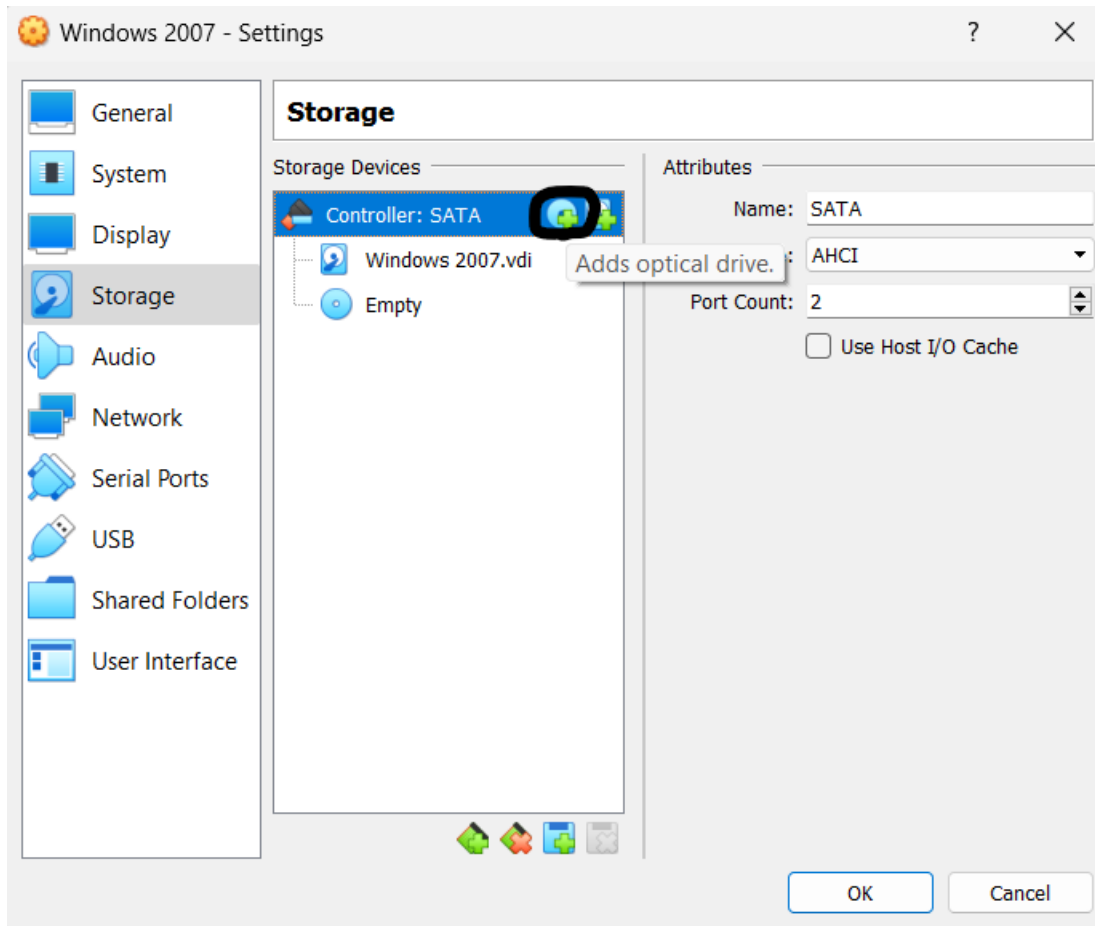 Windows 2007 - Settings
?
General
System
Display
Storage
Audio
Network
Serial Ports
USB
Shared Folders
User Interface
Storage
Storage Devices
Controller: SATA
Windows 2007.vdi
Empty
Adds optical drive.
Attributes
Name: SATA
: AHCI
Port Count: 2
Use Host I/O Cache
OK
Cancel